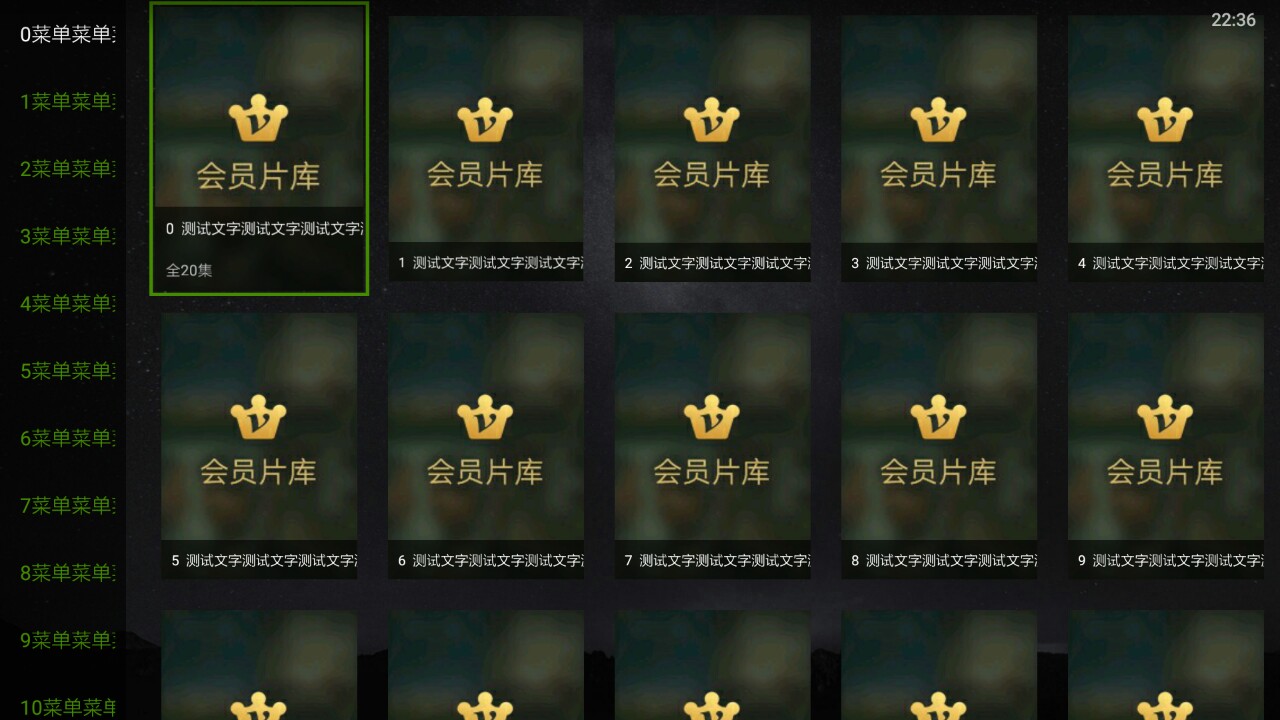 22:36
0菜单菜单
1菜单菜单
2菜单菜单
3菜单菜单
4菜单菜单
5菜单菜单
6菜单菜单
7菜单菜单
8菜单菜单
9菜单菜单
10菜单菜单
会员片库
0 测试文字测试文字测试文字
全20集
会员片库
1 测试文字测试文字测试文字
会员片库
2 测试文字测试文字测试文字
会员片库
3 测试文字测试文字测试文字
会员片库
4 测试文字测试文字测试文字
会员片库
5 测试文字测试文字测试文字
会员片库
6 测试文字测试文字测试文字
会员片库
7 测试文字测试文字测试文字
会员片库
8 测试文字测试文字测试文字
会员片库
9 测试文字测试文字测试文字